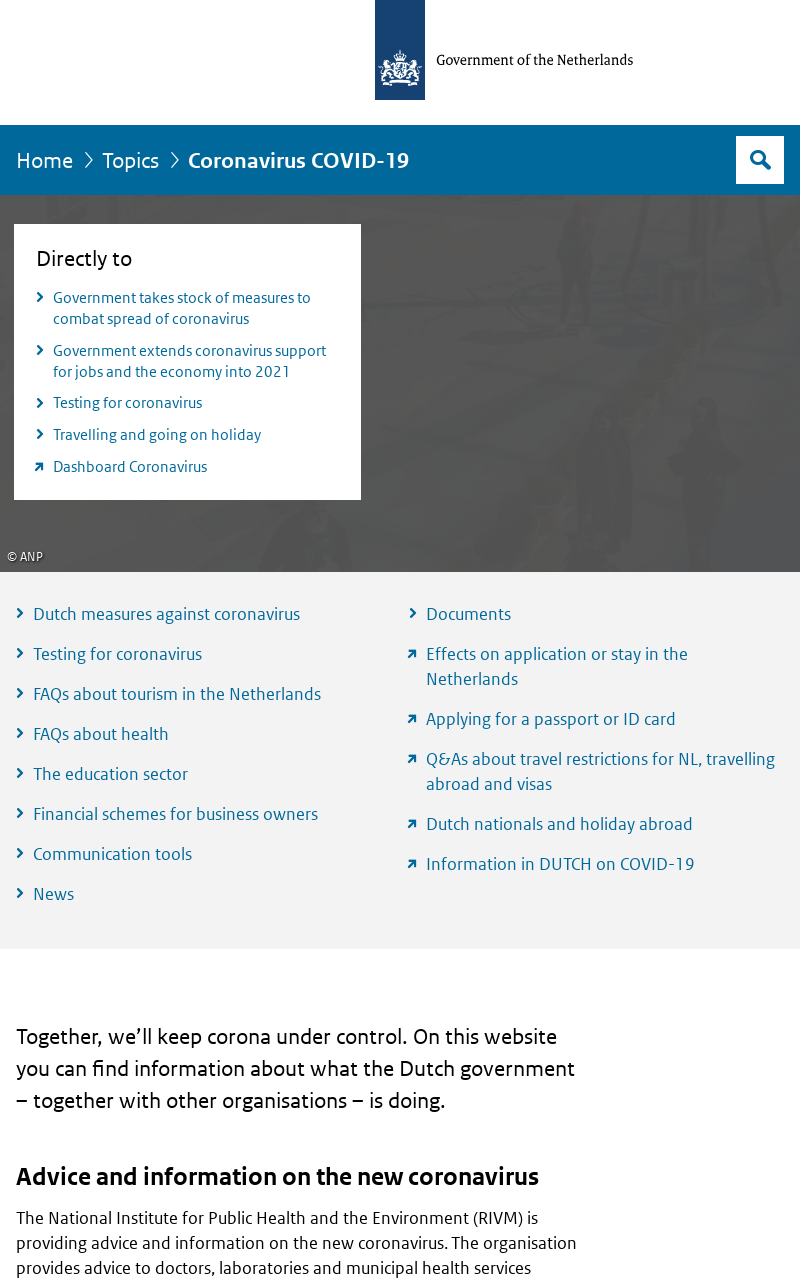 Government of the Netherlands
Home
Topics
Coronavirus COVID-19
Directly to
Government takes stock of measures to
combat spread of coronavirus
Government extends coronavirus support
for jobs and the economy into 2021
Testing for coronavirus
Travelling and going on holiday
Dashboard Coronavirus
© ANP
Dutch measures against coronavirus
Testing for coronavirus
FAQs about tourism in the Netherlands
FAQs about health
The education sector
Financial schemes for business owners
Communication tools
News
Documents
Effects on application or stay in the
Netherlands
Applying for a passport or ID card
Q&As about travel restrictions for NL, travelling
abroad and visas
Dutch nationals and holiday abroad
Information in DUTCH on COVID-19
Together, we’ll keep corona under control. On this website
you can find information about what the Dutch government
– together with other organisations – is doing.
Advice and information on the new coronavirus
The National Institute for Public Health and the Environment (RIVM) is
providing advice and information on the new coronavirus. The organisation
provides advice to doctors, laboratories and municipal health services